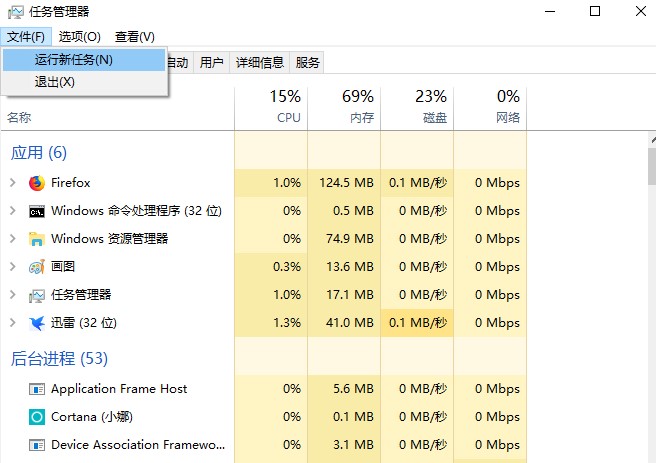 任务管理器
文件(F) 选项(O) 查看(V)
运行新任务(N)
启动 用户 详细信息 服务
退出(X)
15% 69% 23% 0%
名称 CPU 内存 磁盘 网络
应用 (6)
Firefox 1.0% 124.5 MB 0.1 MB/秒 0 Mbps
Windows 命令处理程序 (32 位) 0% 0.5 MB 0 MB/秒 0 Mbps
Windows 资源管理器 0% 74.9 MB 0 MB/秒 0 Mbps
画图 0.3% 13.6 MB 0 MB/秒 0 Mbps
任务管理器 1.0% 17.1 MB 0 MB/秒 0 Mbps
迅雷 (32 位) 1.3% 41.0 MB 0.1 MB/秒 0 Mbps
后台进程 (53)
Application Frame Host 0% 5.6 MB 0 MB/秒 0 Mbps
Cortana (小娜) 0% 0.1 MB 0 MB/秒 0 Mbps
Device Association Framewo... 0% 3.1 MB 0 MB/秒 0 Mbps